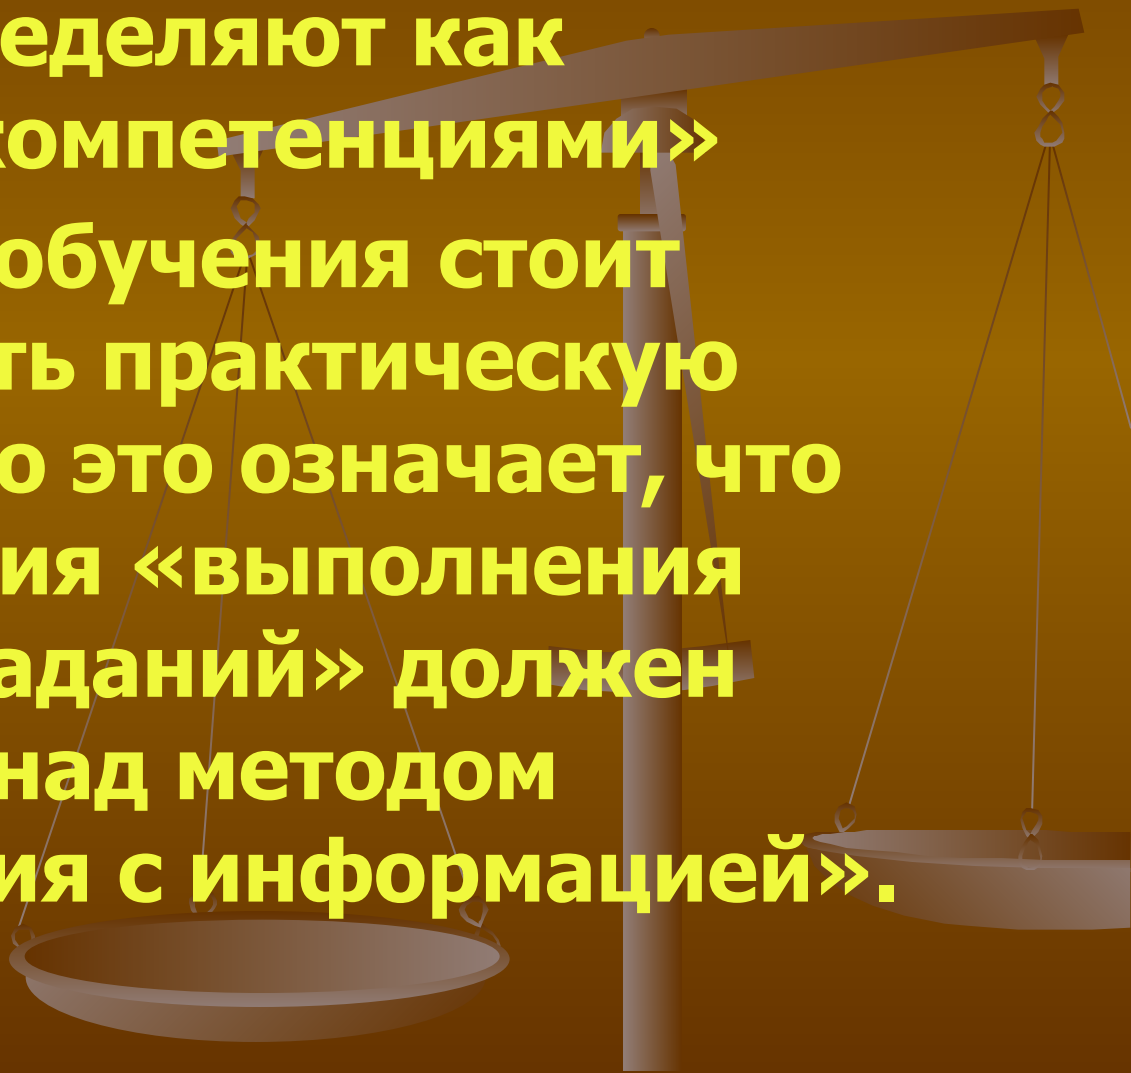 еделяют как
компетенциями»
обучения стоит
ть практическую
о это означает, что
ия «выполнения
аданий» должен
над методом
ия с информацией».